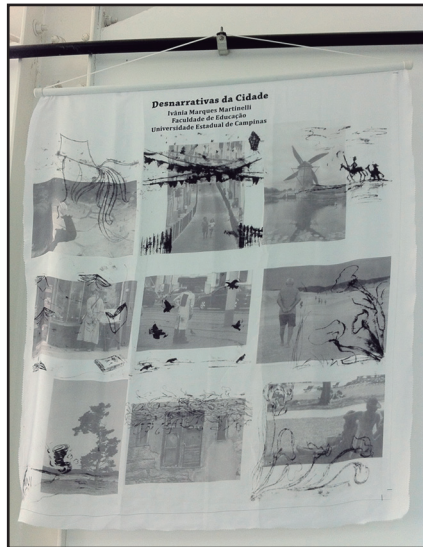 Desnarrativas da Cidade
Ivânia Marques Martinelli
Faculdade de Educação
Universidade Estadual de Campinas